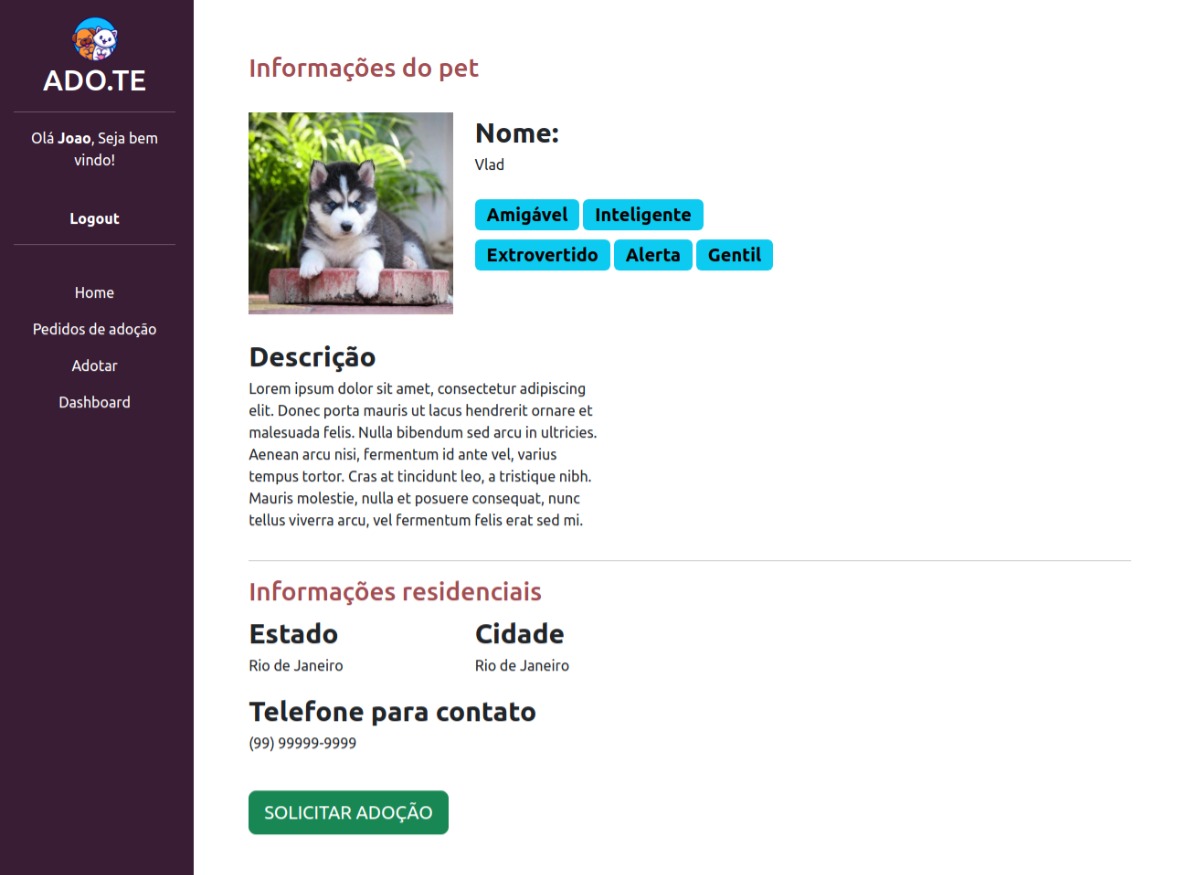 ADO.TE
Olá Joao, Seja bem
vindo!
Logout
Home
Pedidos de adoção
Adotar
Dashboard
Informações do pet
Nome:
Vlad
Amigável Inteligente
Extrovertido Alerta Gentil
Descrição
Lorem ipsum dolor sit amet, consectetur adipiscing
elit. Donec porta mauris ut lacus hendrerit ornare et
malesuada felis. Nulla bibendum sed arcu in ultricies.
Aenean arcu nisi, fermentum id ante vel, varius
tempus tortor. Cras at tincidunt leo, a tristique nibh.
Mauris molestie, nulla et posuere consequat, nunc
tellus viverra arcu, vel fermentum felis erat sed mi.
Informações residenciais
Estado Cidade
Rio de Janeiro Rio de Janeiro
Telefone para contato
(99) 99999-9999
SOLICITAR ADOÇÃO